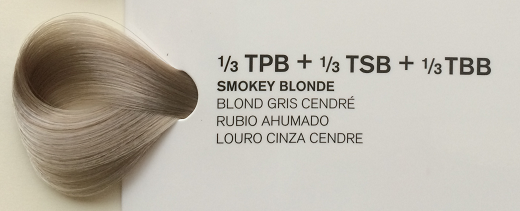 1/3 TPB + 1/3 TSB + 1/3 TBB
SMOKEY BLONDE
BLOND GRIS CENDRÉ
RUBIO AHUMADO
LOURO CINZA CENDRE